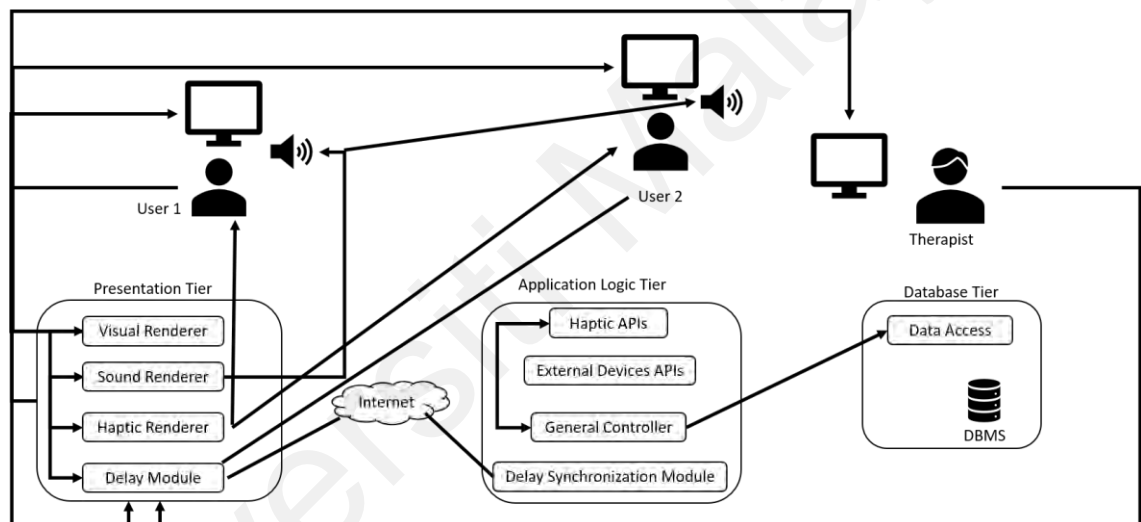 User 1
User 2
Therapist
Presentation Tier
Visual Renderer
Sound Renderer
Haptic Renderer
Delay Module
Internet
Application Logic Tier
Haptic APIs
External Devices APIs
General Controller
Delay Synchronization Module
Database Tier
Data Access
DBMS